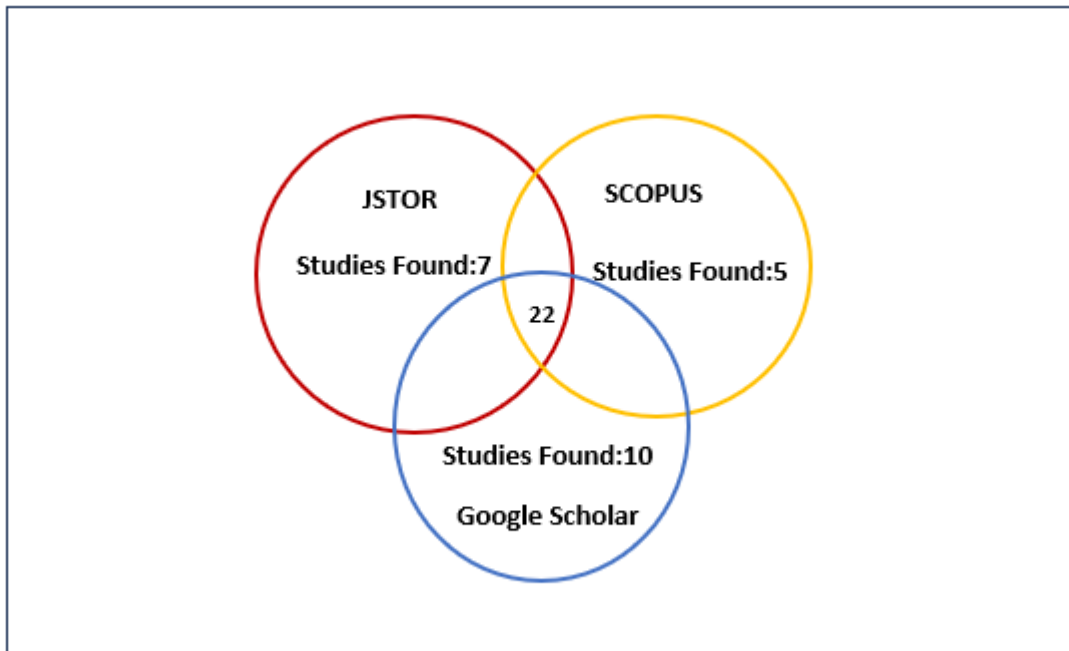 JSTOR
Studies Found:7
SCOPUS
Studies Found:5
22
Studies Found:10
Google Scholar